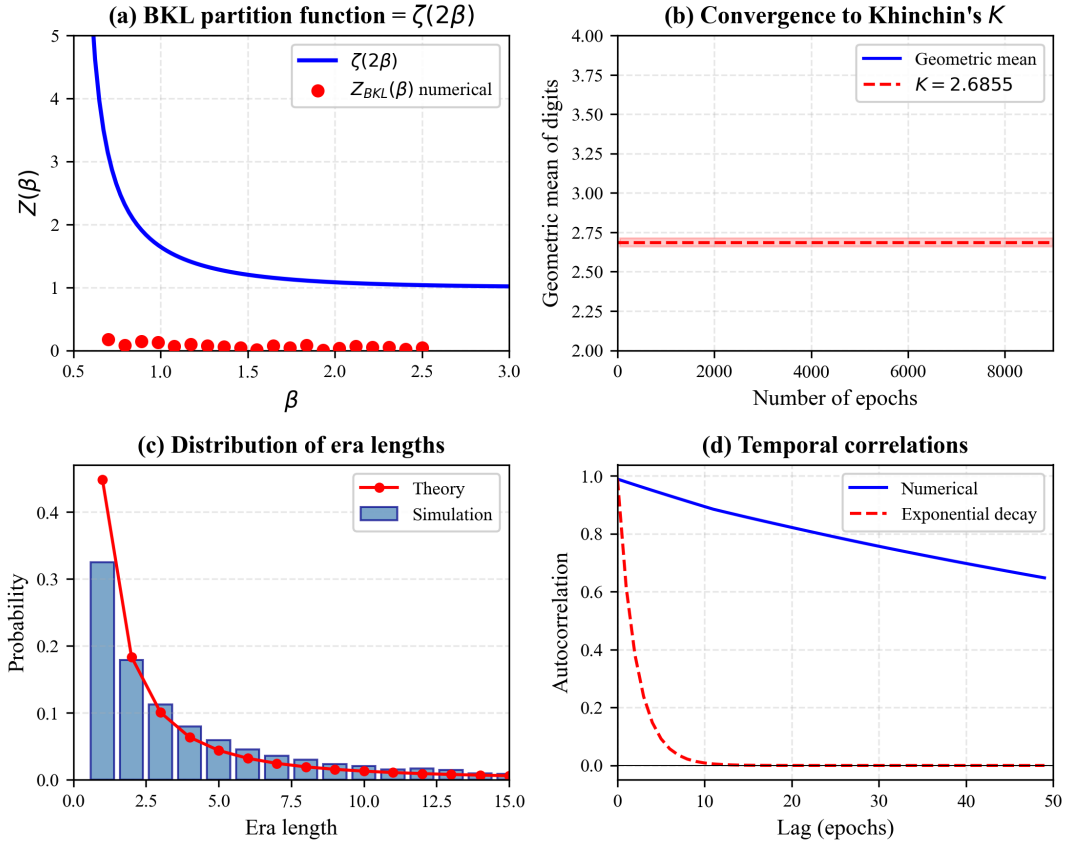 (a) BKL partition function = ζ(2β)
5
4
3
2
1
0
Z(β)
ζ(2β)
Z_{BKL}(β) numerical
0.5 1.0 1.5 2.0 2.5 3.0
β
(b) Convergence to Khinchin's K
4.00
3.75
3.50
3.25
3.00
2.75
2.50
2.25
2.00
Geometric mean of digits
Geometric mean
K = 2.6855
0 2000 4000 6000 8000
Number of epochs
(c) Distribution of era lengths
0.4
0.3
0.2
0.1
0.0
Probability
Theory
Simulation
0.0 2.5 5.0 7.5 10.0 12.5 15.0
Era length
(d) Temporal correlations
1.0
0.8
0.6
0.4
0.2
0.0
Autocorrelation
Numerical
Exponential decay
0 10 20 30 40 50
Lag (epochs)